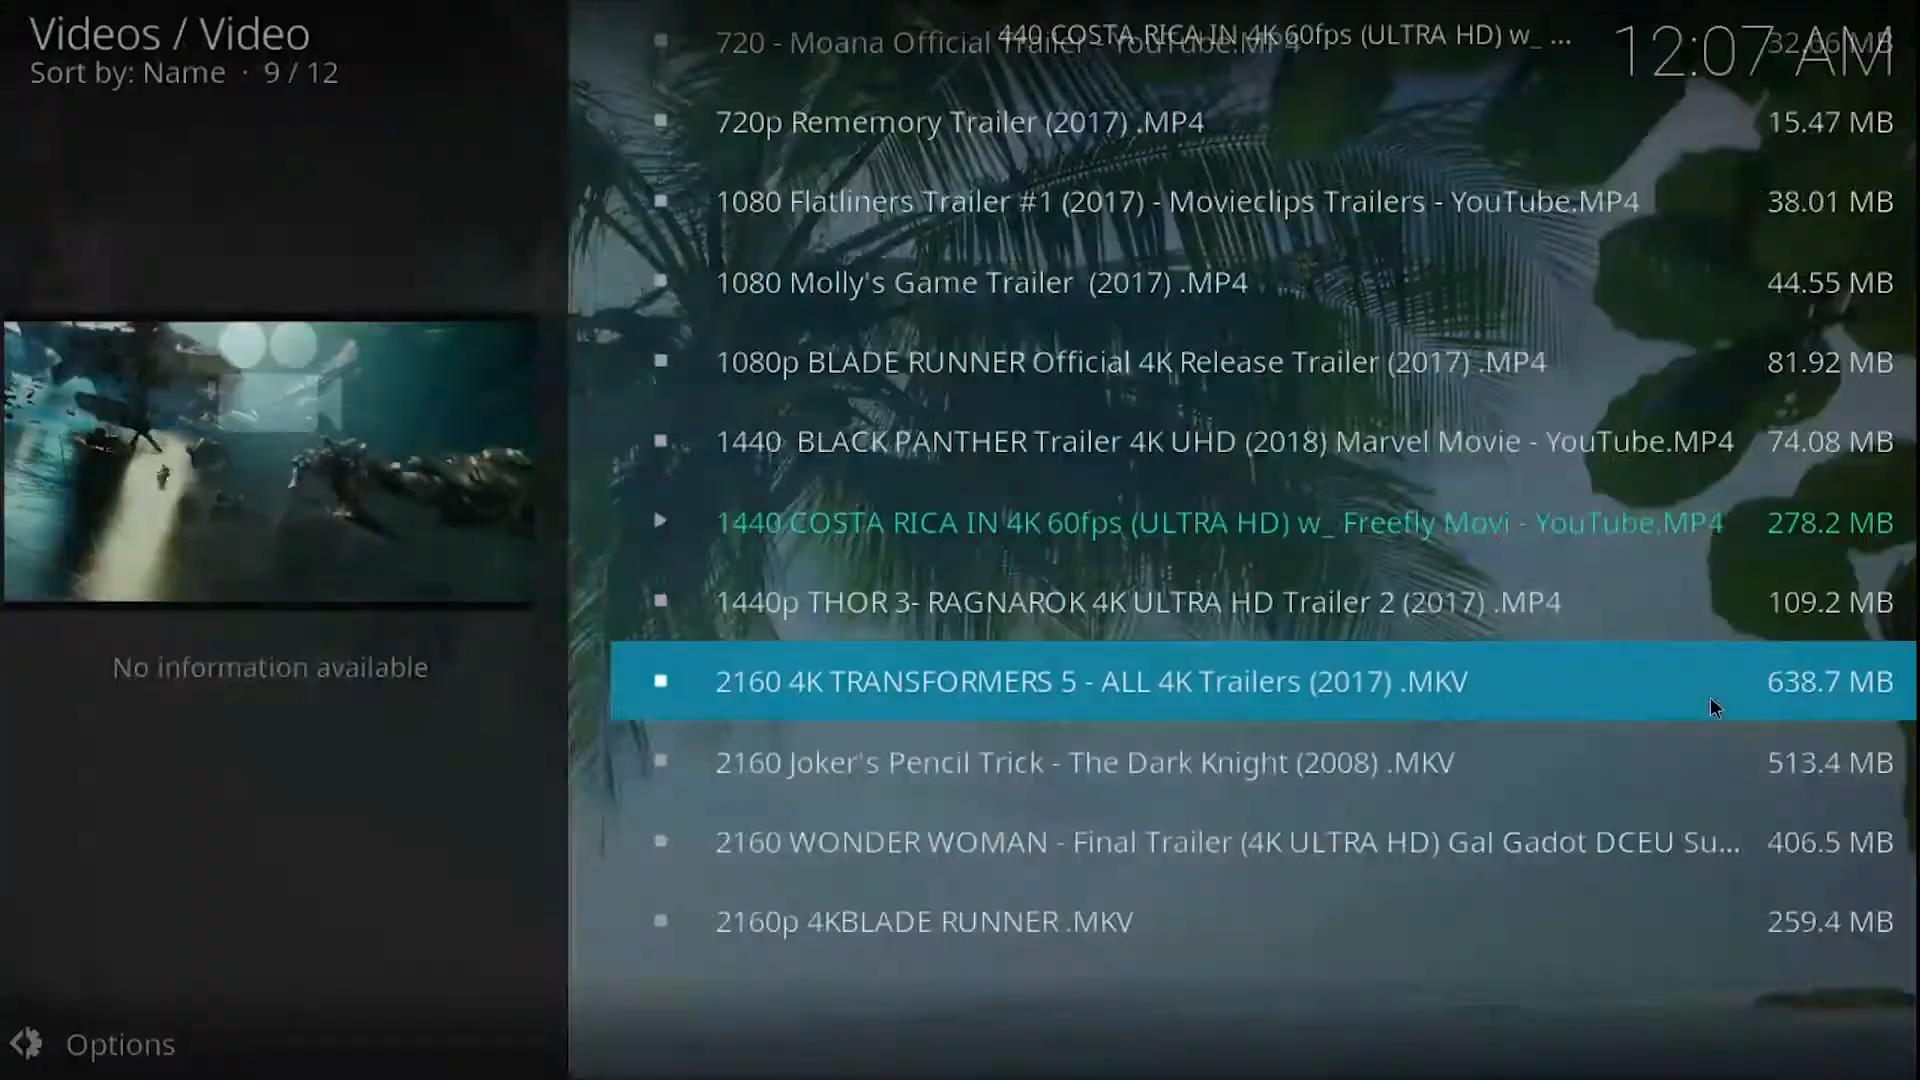 Videos / Video
Sort by: Name · 9 / 12
440 COSTA RICA IN 4K 60fps (ULTRA HD) w_ ...
12:07 AM
720 - Moana Official Trailer - YouTube.MP4
32.66 MB
720p Rememory Trailer (2017) .MP4
15.47 MB
1080 Flatliners Trailer #1 (2017) - Movieclips Trailers - YouTube.MP4
38.01 MB
1080 Molly's Game Trailer  (2017) .MP4
44.55 MB
1080p BLADE RUNNER Official 4K Release Trailer (2017) .MP4
81.92 MB
1440  BLACK PANTHER Trailer 4K UHD (2018) Marvel Movie - YouTube.MP4
74.08 MB
1440 COSTA RICA IN 4K 60fps (ULTRA HD) w_ Freefly Movi - YouTube.MP4
278.2 MB
1440p THOR 3- RAGNAROK 4K ULTRA HD Trailer 2 (2017) .MP4
109.2 MB
2160 4K TRANSFORMERS 5 - ALL 4K Trailers (2017) .MKV
638.7 MB
2160 Joker's Pencil Trick - The Dark Knight (2008) .MKV
513.4 MB
2160 WONDER WOMAN - Final Trailer (4K ULTRA HD) Gal Gadot DCEU Su...
406.5 MB
2160p 4KBLADE RUNNER .MKV
259.4 MB
No information available
Options